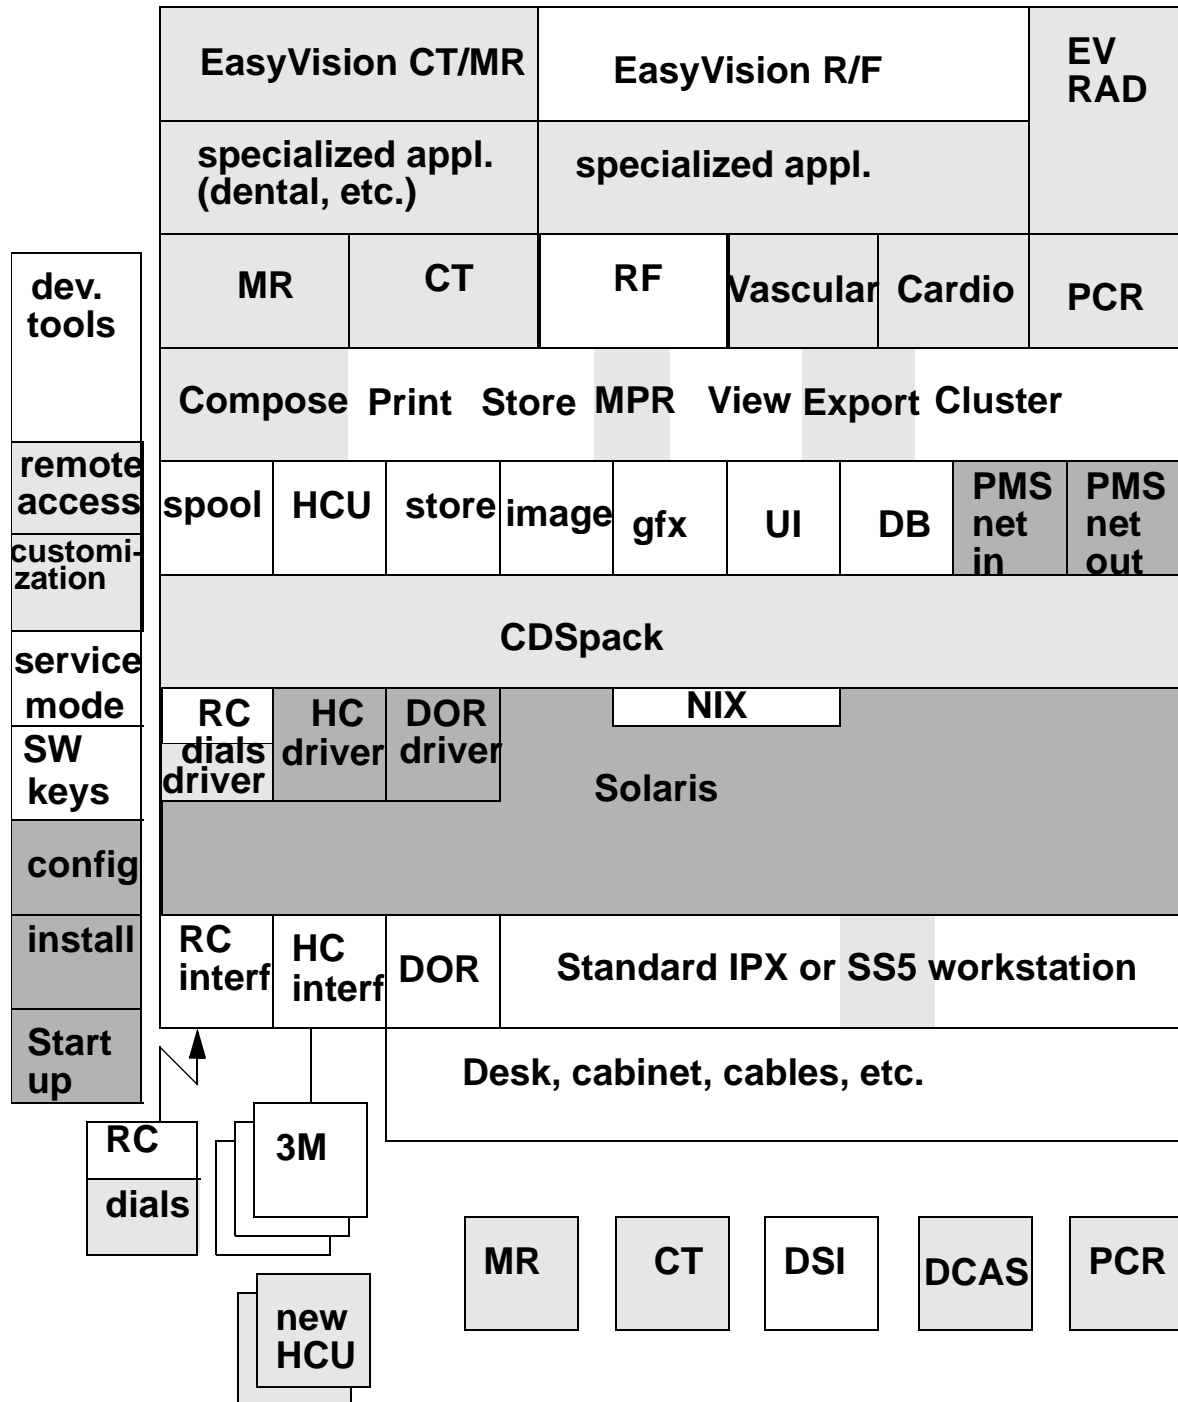 EasyVision CT/MR
EasyVision R/F
EV
RAD
specialized appl.
(dental, etc.)
specialized appl.
MR
CT
RF
Vascular
Cardio
PCR
Compose
Print
Store
MPR
View
Export
Cluster
spool
HCU
store
image
gfx
UI
DB
PMS
net
in
PMS
net
out
CDSpack
RC
dials
driver
HC
driver
DOR
driver
NIX
Solaris
RC
interf
HC
interf
DOR
Standard IPX or SS5 workstation
Desk, cabinet, cables, etc.
dev.
tools
remote
access
customi-
zation
service
mode
SW
keys
config
install
Start
up
RC
dials
3M
new
HCU
MR
CT
DSI
DCAS
PCR